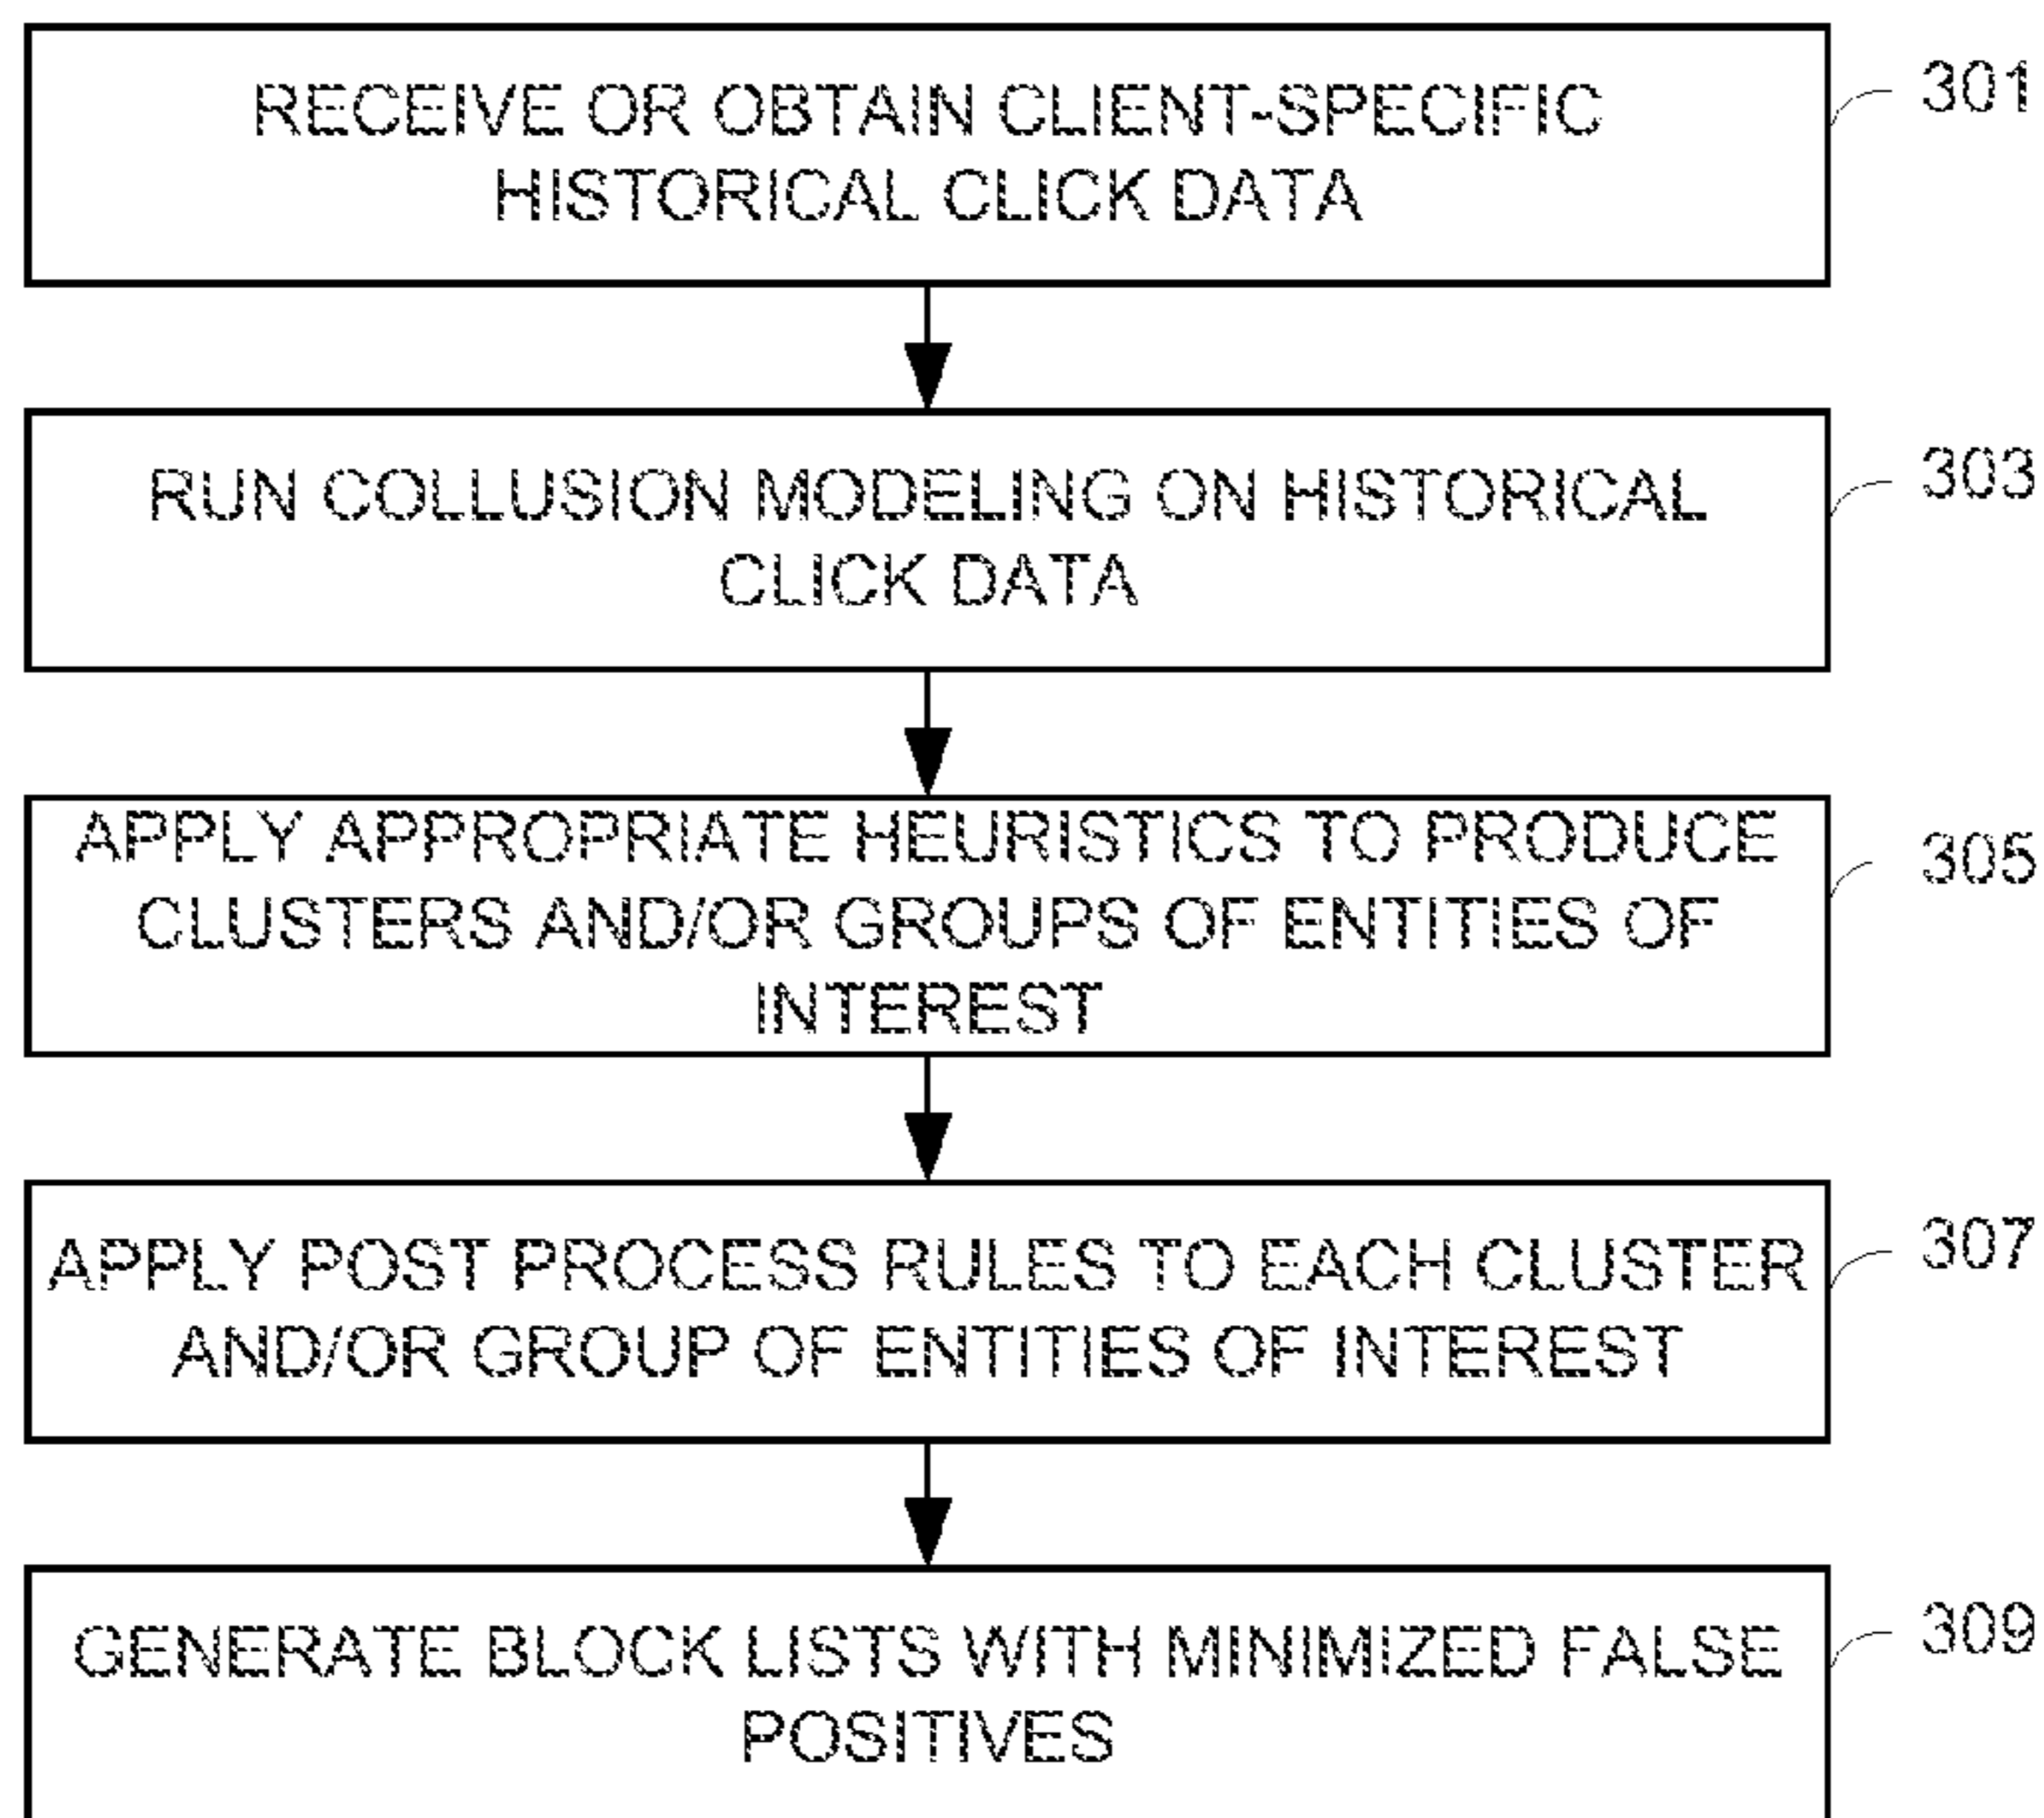 RECEIVE OR OBTAIN CLIENT-SPECIFIC
HISTORICAL CLICK DATA
301
RUN COLLUSION MODELING ON HISTORICAL
CLICK DATA
303
APPLY APPROPRIATE HEURISTICS TO PRODUCE
CLUSTERS AND/OR GROUPS OF ENTITIES OF
INTEREST
305
APPLY POST PROCESS RULES TO EACH CLUSTER
AND/OR GROUP OF ENTITIES OF INTEREST
307
GENERATE BLOCK LISTS WITH MINIMIZED FALSE
POSITIVES
309